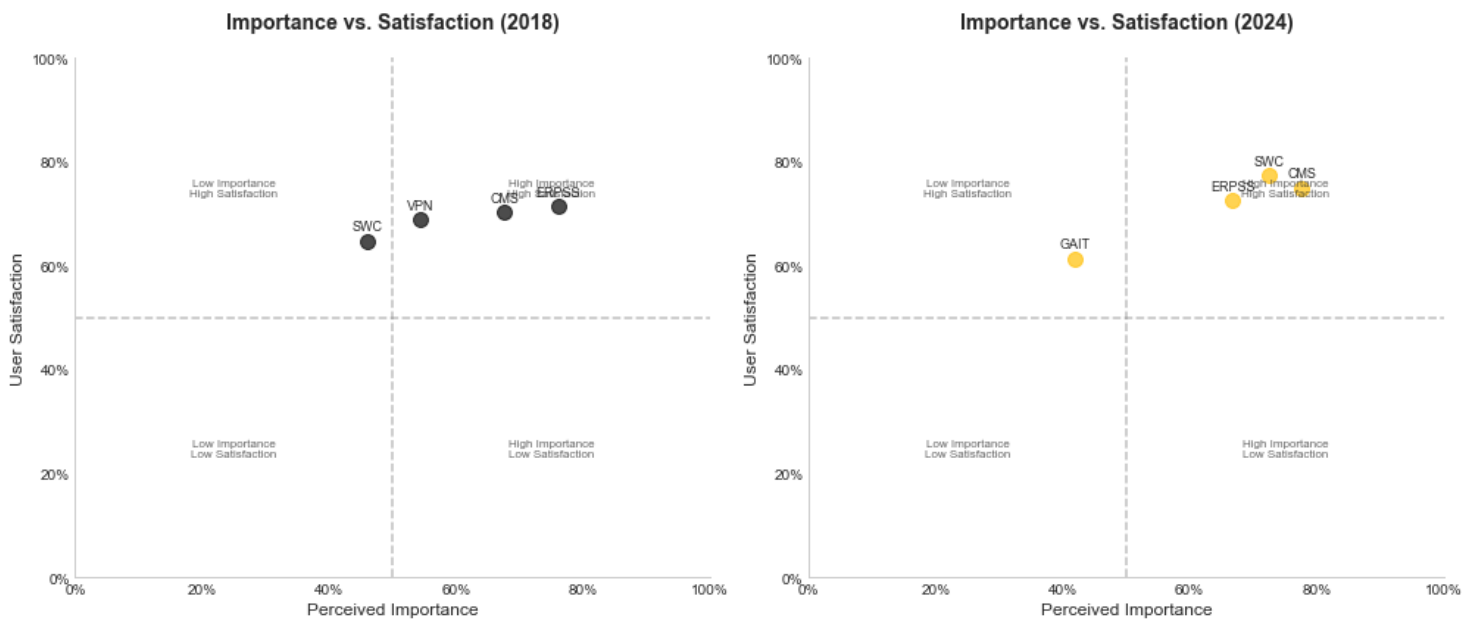 Importance vs. Satisfaction (2018)
100%
80%
60%
40%
20%
0%
User Satisfaction
Low Importance
High Satisfaction
High Importance
High Satisfaction
SWC
VPN
CMS
ERPSS
Low Importance
Low Satisfaction
High Importance
Low Satisfaction
0%
20%
40%
60%
80%
100%
Perceived Importance
Importance vs. Satisfaction (2024)
100%
80%
60%
40%
20%
0%
User Satisfaction
Low Importance
High Satisfaction
High Importance
High Satisfaction
SWC
CMS
ERPSS
GAIT
Low Importance
Low Satisfaction
High Importance
Low Satisfaction
0%
20%
40%
60%
80%
100%
Perceived Importance